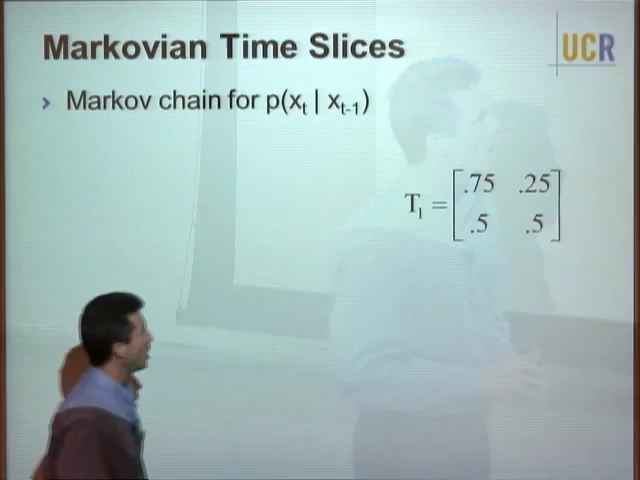 Markovian Time Slices
UCR
› Markov chain for p(xₜ | xₜ₋₁)
T₁ = [.75 .25
.5 .5]